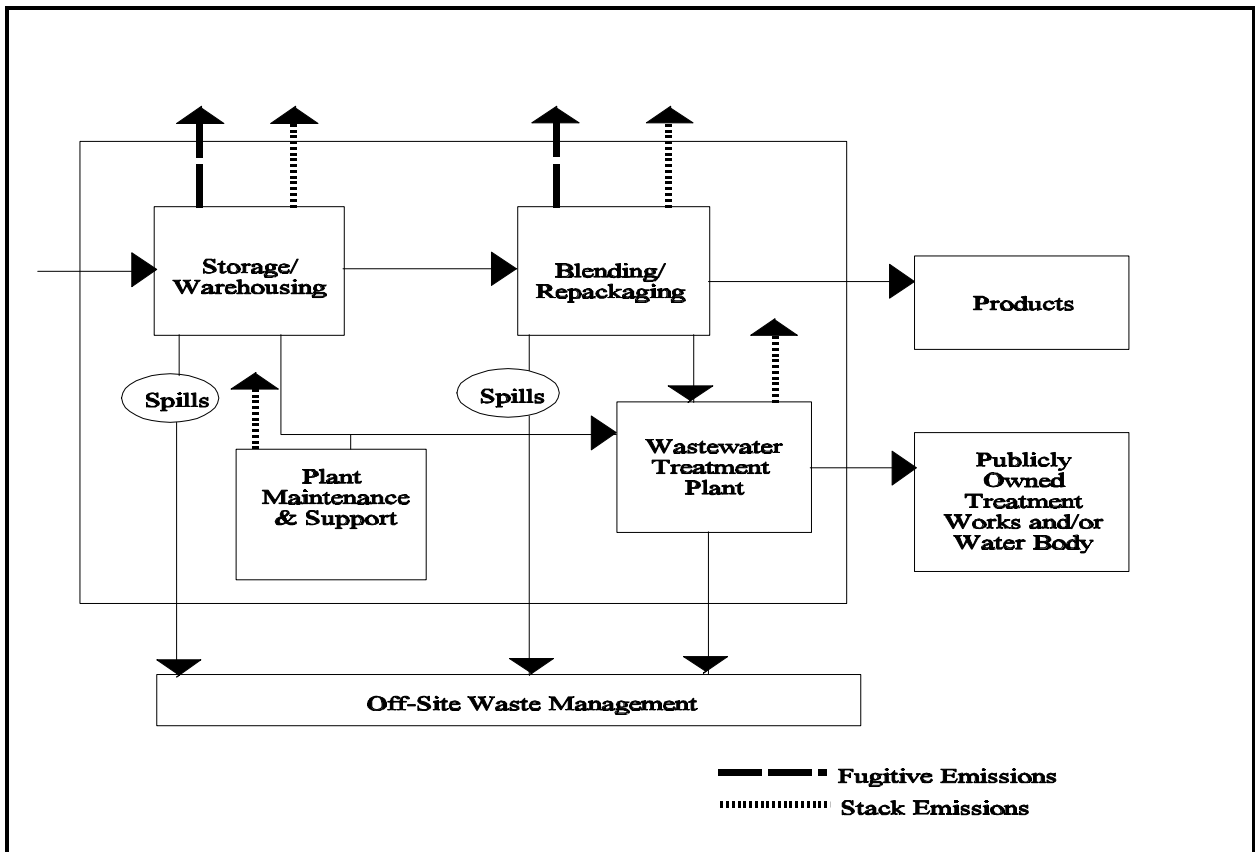 Storage/
Warehousing
Blending/
Repackaging
Products
Spills
Spills
Plant
Maintenance
& Support
Wastewater
Treatment
Plant
Publicly
Owned
Treatment
Works and/or
Water Body
Off-Site Waste Management
Fugitive Emissions
Stack Emissions